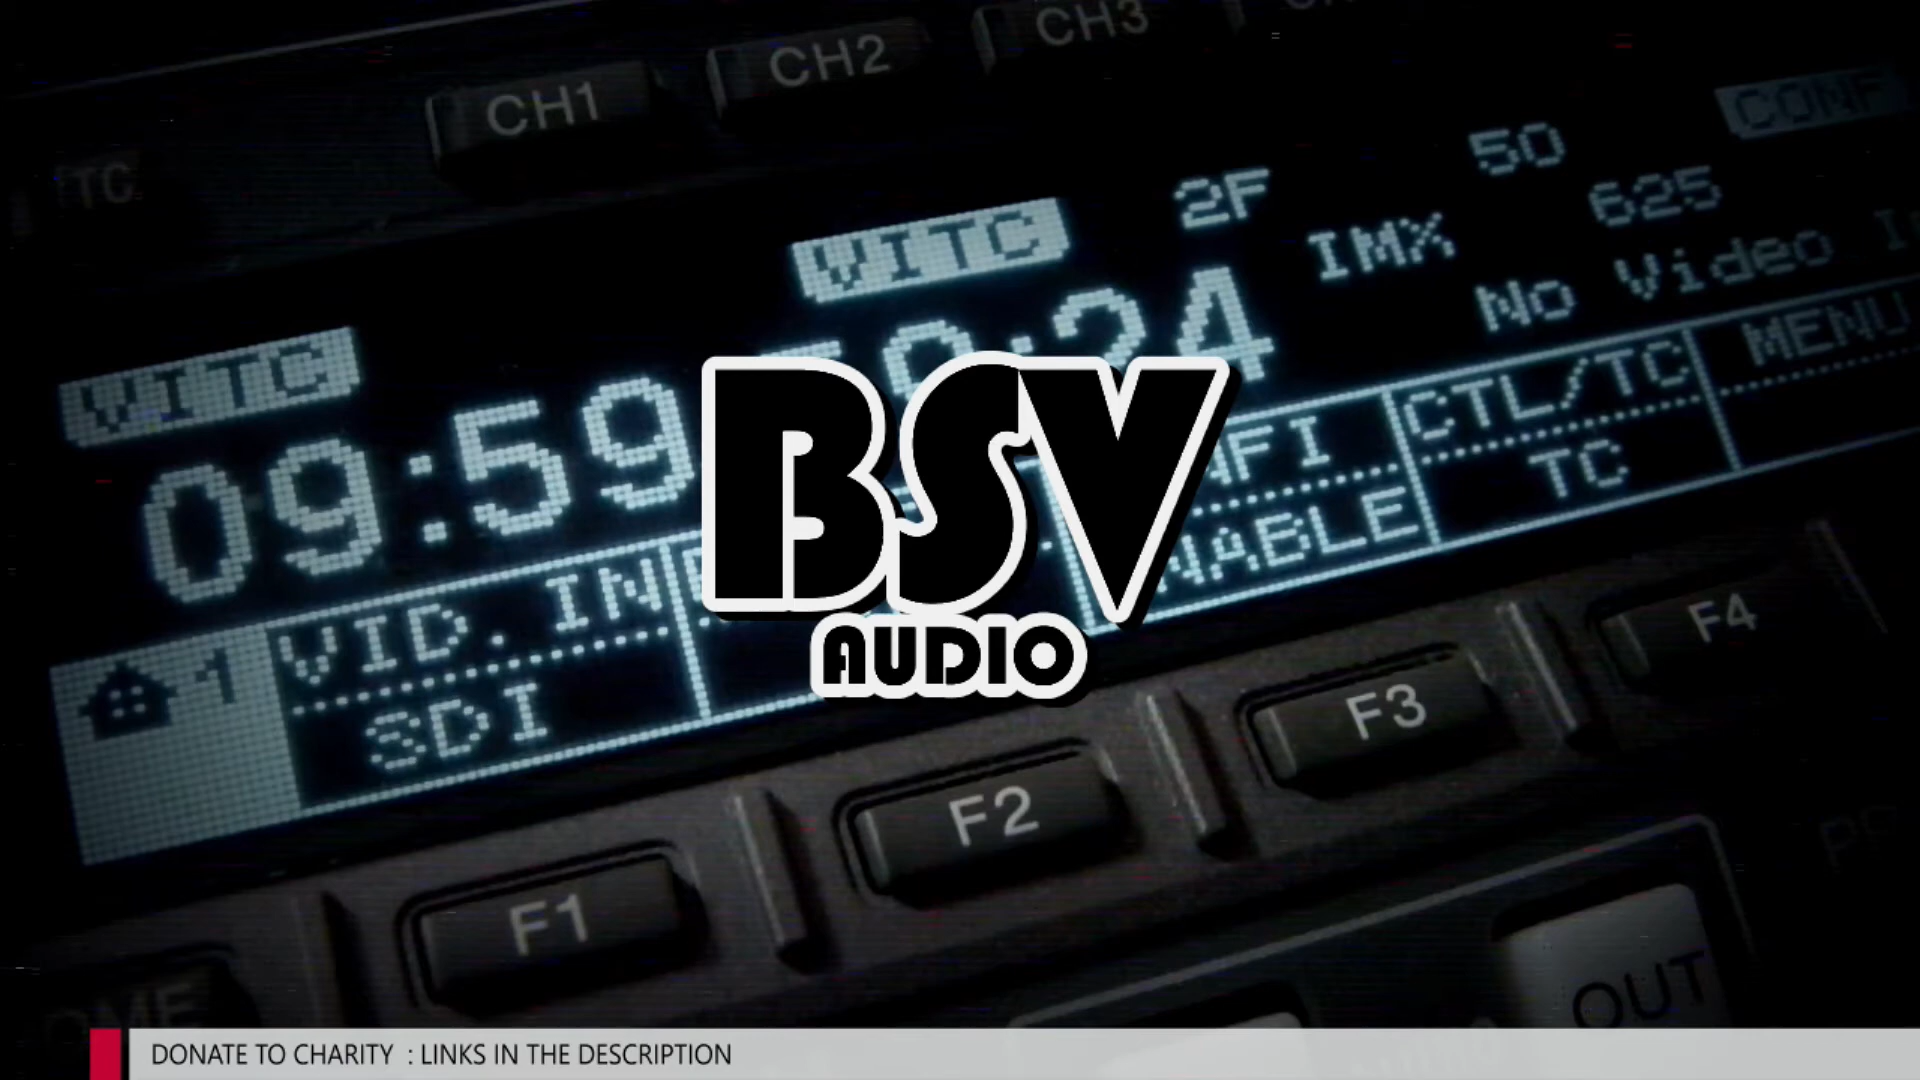 CH1
CH2
CH3
TC
VITC
VITC
2F
50
IMX
625
No Video
09:59
24
VID. IN
SDI
CTL/TC
TC
MENU
BSV
AUDIO
F1
F2
F3
F4
OUT
DONATE TO CHARITY : LINKS IN THE DESCRIPTION